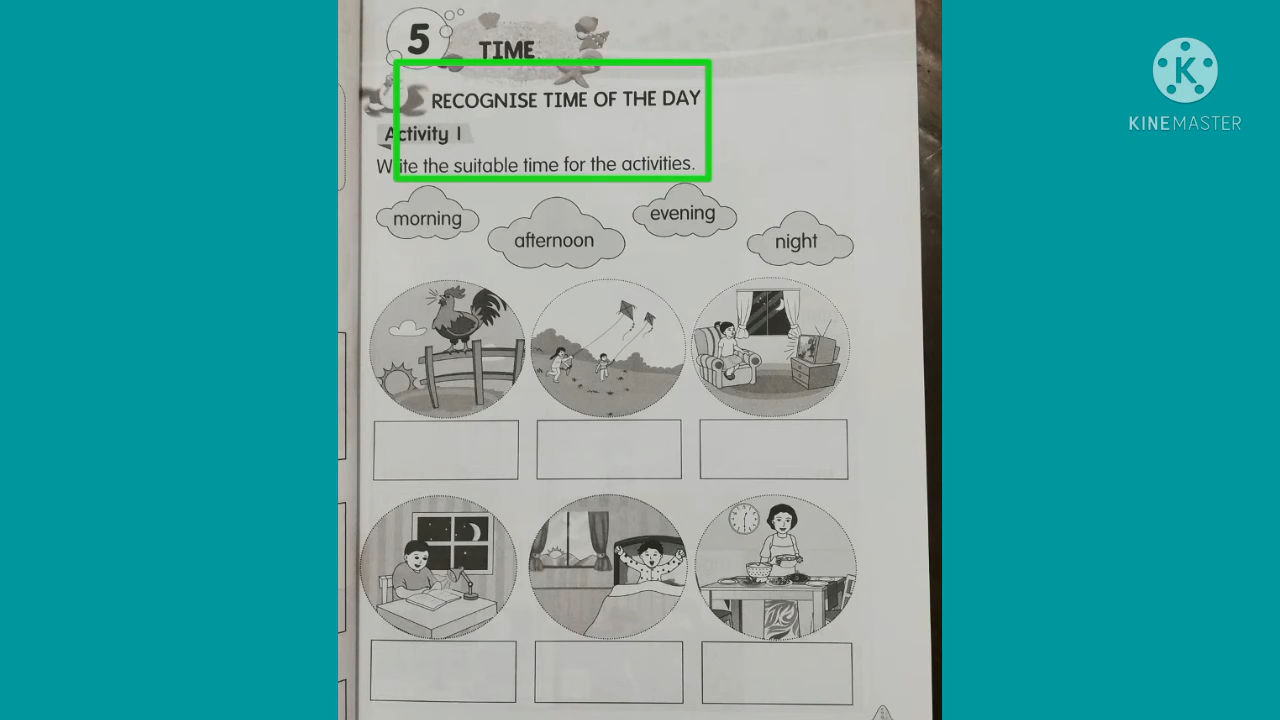 5
TIME
RECOGNISE TIME OF THE DAY
Activity 1
Write the suitable time for the activities.
morning
afternoon
evening
night
K
KINEMASTER